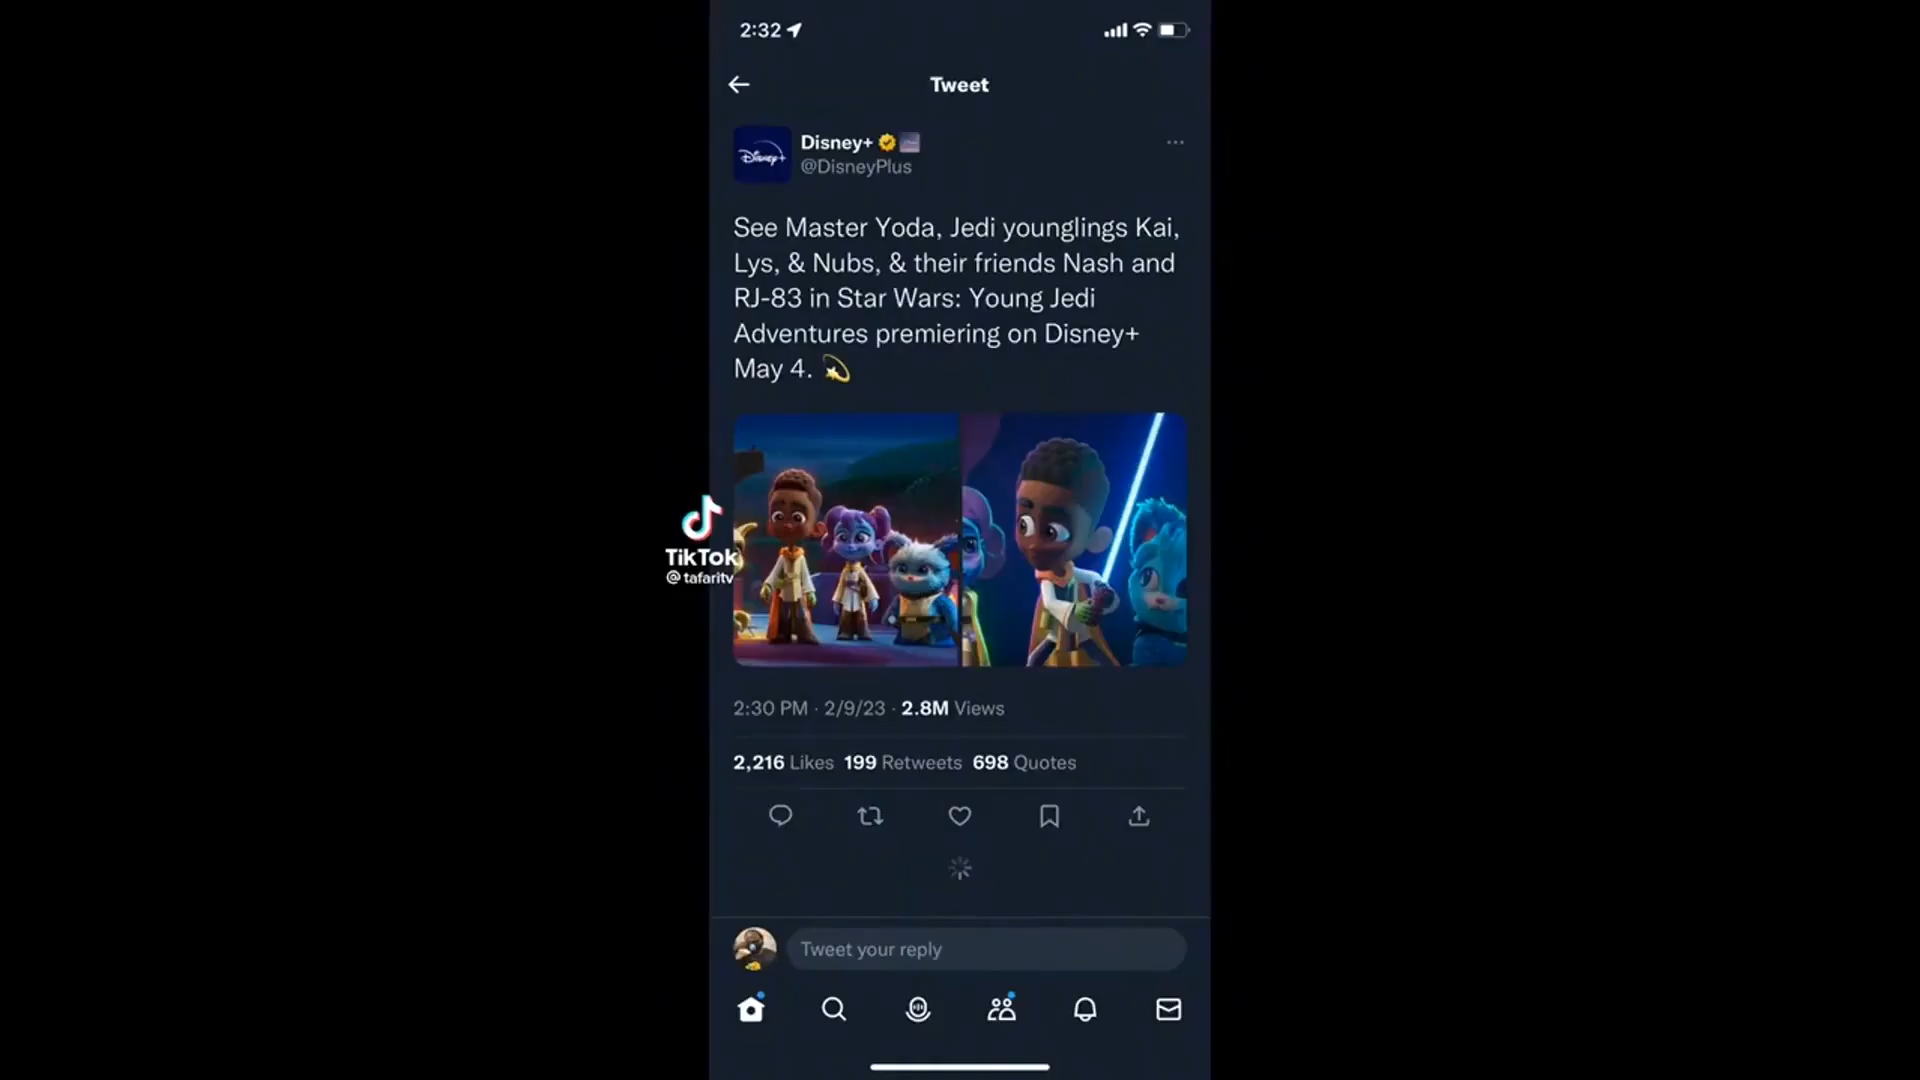 2:32
Tweet
Disney+
@DisneyPlus
Disney+
See Master Yoda, Jedi younglings Kai,
Lys, & Nubs, & their friends Nash and
RJ-83 in Star Wars: Young Jedi
Adventures premiering on Disney+
May 4. 💫
TikTok
@tafaritv
2:30 PM · 2/9/23 · 2.8M Views
2,216 Likes 199 Retweets 698 Quotes
Tweet your reply